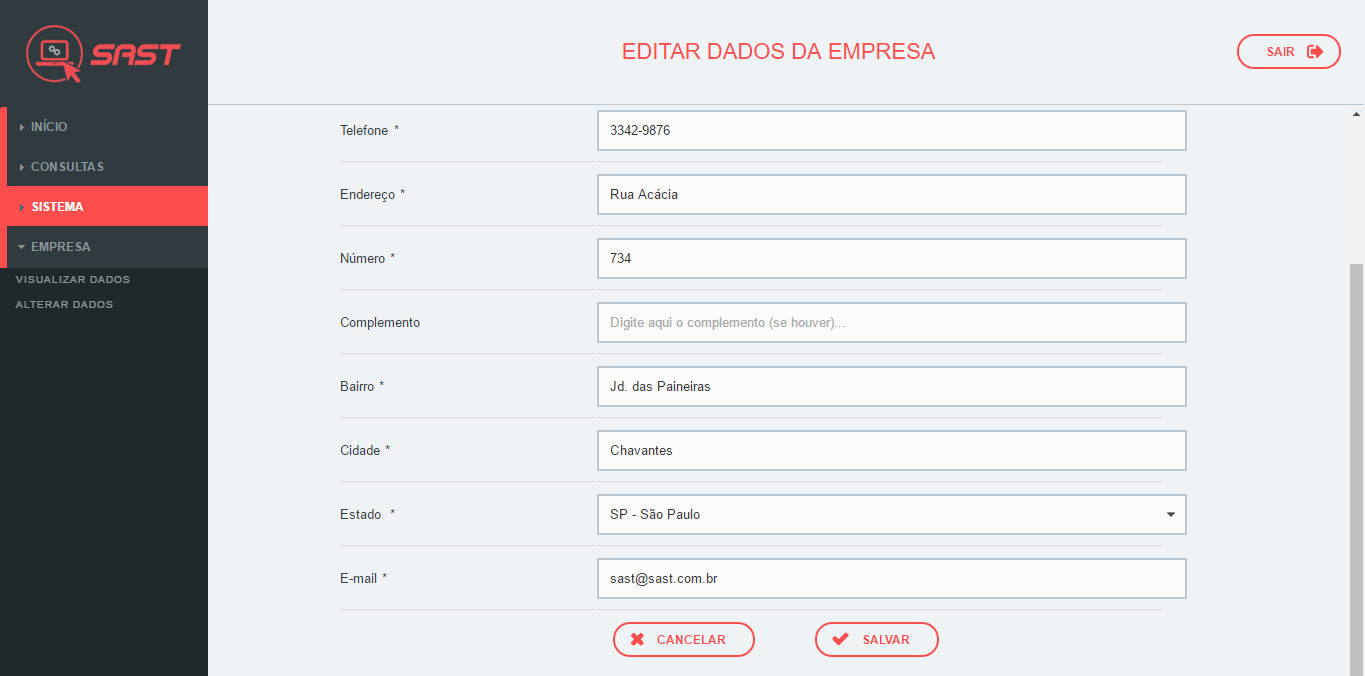 SAST
EDITAR DADOS DA EMPRESA
SAIR
INÍCIO
CONSULTAS
SISTEMA
EMPRESA
VISUALIZAR DADOS
ALTERAR DADOS
Telefone * 3342-9876
Endereço * Rua Acácia
Número * 734
Complemento Digite aqui o complemento (se houver)...
Bairro * Jd. das Paineiras
Cidade * Chavantes
Estado * SP - São Paulo
E-mail * sast@sast.com.br
CANCELAR SALVAR